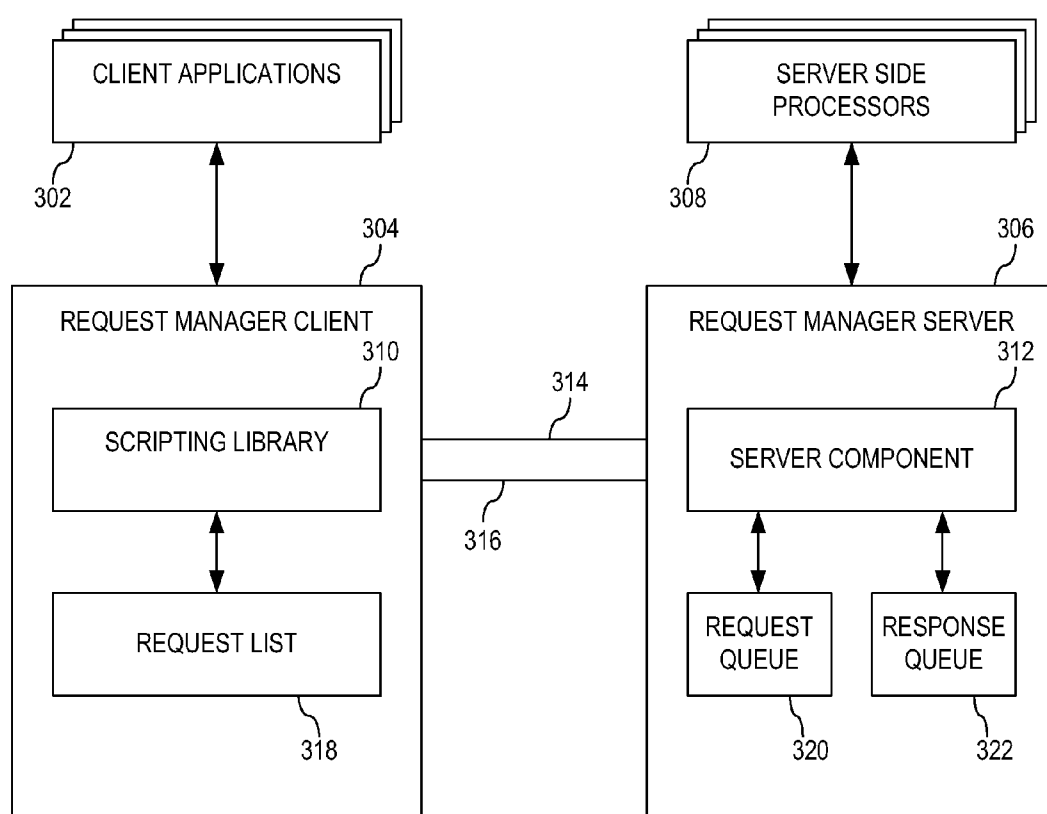 CLIENT APPLICATIONS
302
SERVER SIDE
PROCESSORS
308
304
REQUEST MANAGER CLIENT
310
SCRIPTING LIBRARY
REQUEST LIST
318
314
316
306
REQUEST MANAGER SERVER
312
SERVER COMPONENT
REQUEST
QUEUE
320
RESPONSE
QUEUE
322